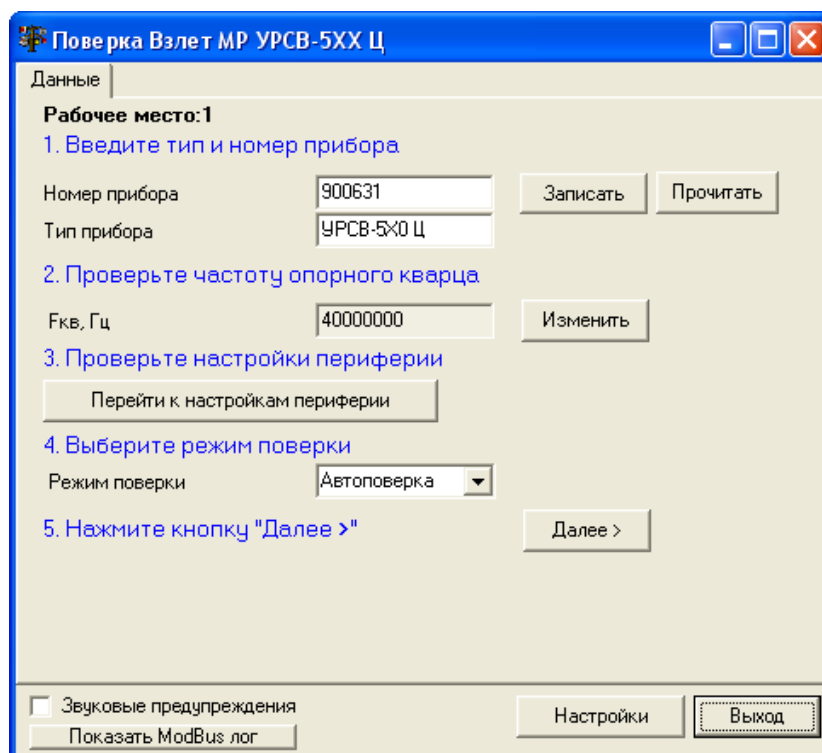 Поверка Взлет МР УРСВ-5ХХ Ц
Данные
Рабочее место:1
1. Введите тип и номер прибора
Номер прибора 900631 Записать Прочитать
Тип прибора УРСВ-5Х0 Ц
2. Проверьте частоту опорного кварца
Fкв, Гц 40000000 Изменить
3. Проверьте настройки периферии
Перейти к настройкам периферии
4. Выберите режим поверки
Режим поверки Автоповерка
5. Нажмите кнопку "Далее >" Далее >
Звуковые предупреждения
Показать ModBus лог Настройки Выход